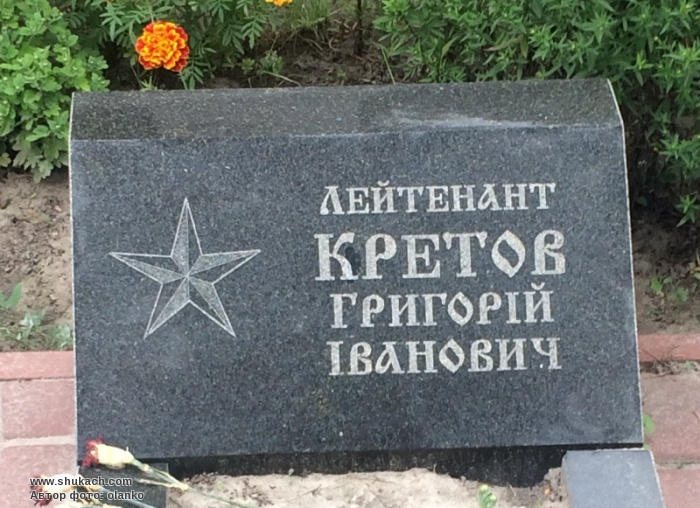 ЛЕЙТЕНАНТ
КРЕТОВ
ГРИГОРІЙ
ІВАНОВИЧ
www.shukach.com
Автор фото: olanko